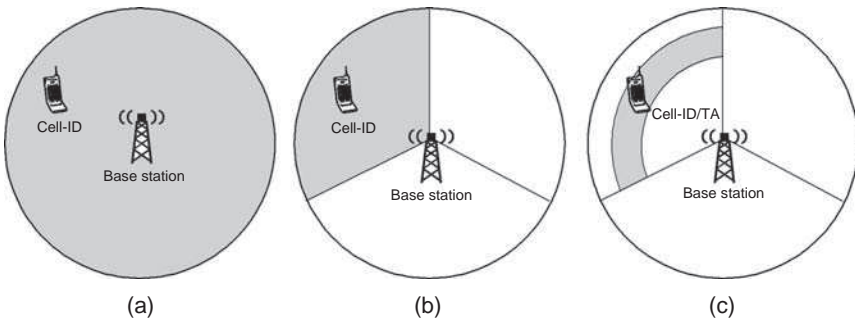 Cell-ID
Base station
(a)
Cell-ID
Base station
(b)
Cell-ID/TA
Base station
(c)